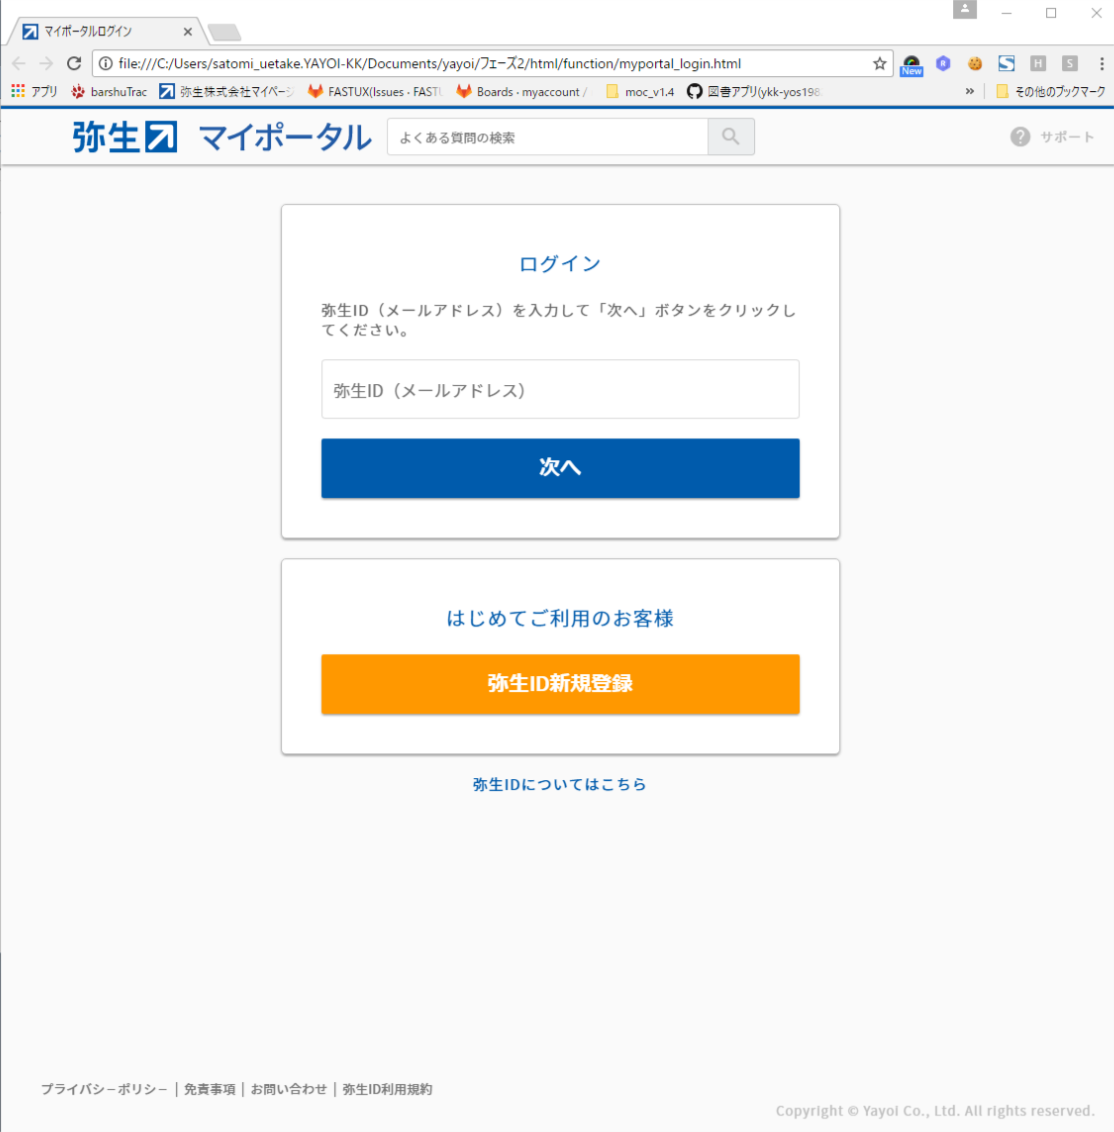 マイポータルログイン
file:///C:/Users/satomi_uetake.YAYOI-KK/Documents/yayoi/フェーズ2/html/function/myportal_login.html
New
アプリ barshuTrac 弥生株式会社マイページ FASTUX(Issues · FASTU Boards · myaccount / moc_v1.4 図書アプリ(ykk-yos198 » その他のブックマーク
弥生 マイポータル よくある質問の検索 サポート
ログイン
弥生ID（メールアドレス）を入力して「次へ」ボタンをクリックし
てください。
弥生ID（メールアドレス）
次へ
はじめてご利用のお客様
弥生ID新規登録
弥生IDについてはこちら
プライバシーポリシー | 免責事項 | お問い合わせ | 弥生ID利用規約
Copyright © Yayoi Co., Ltd. All rights reserved.